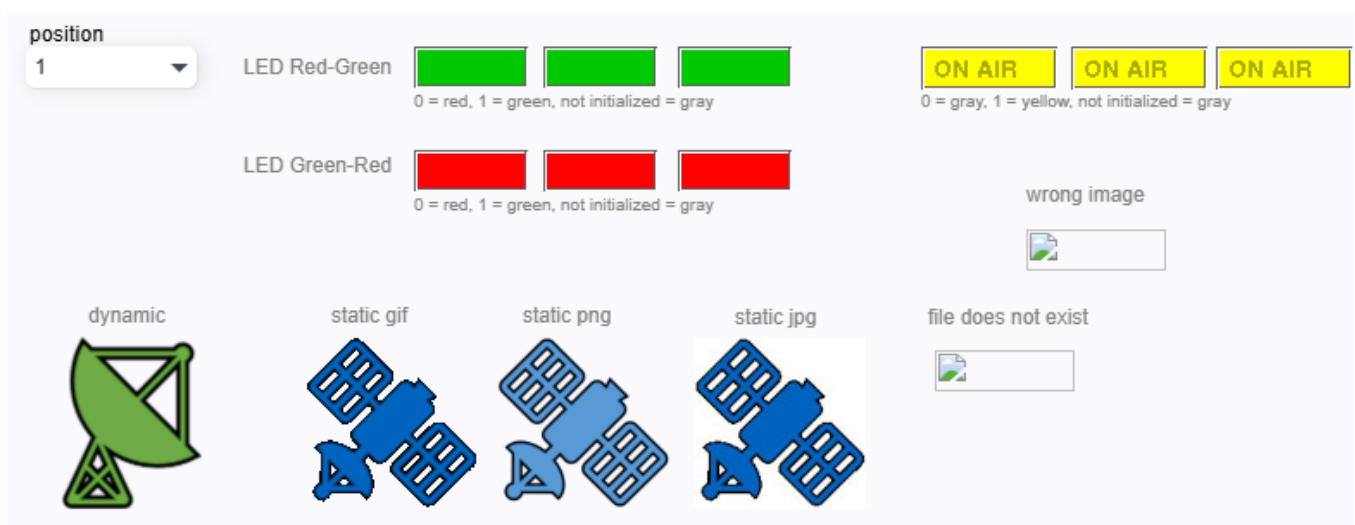 position
1
LED Red-Green
0 = red, 1 = green, not initialized = gray
ON AIR ON AIR ON AIR
0 = gray, 1 = yellow, not initialized = gray
LED Green-Red
0 = red, 1 = green, not initialized = gray
wrong image
dynamic
static gif
static png
static jpg
file does not exist